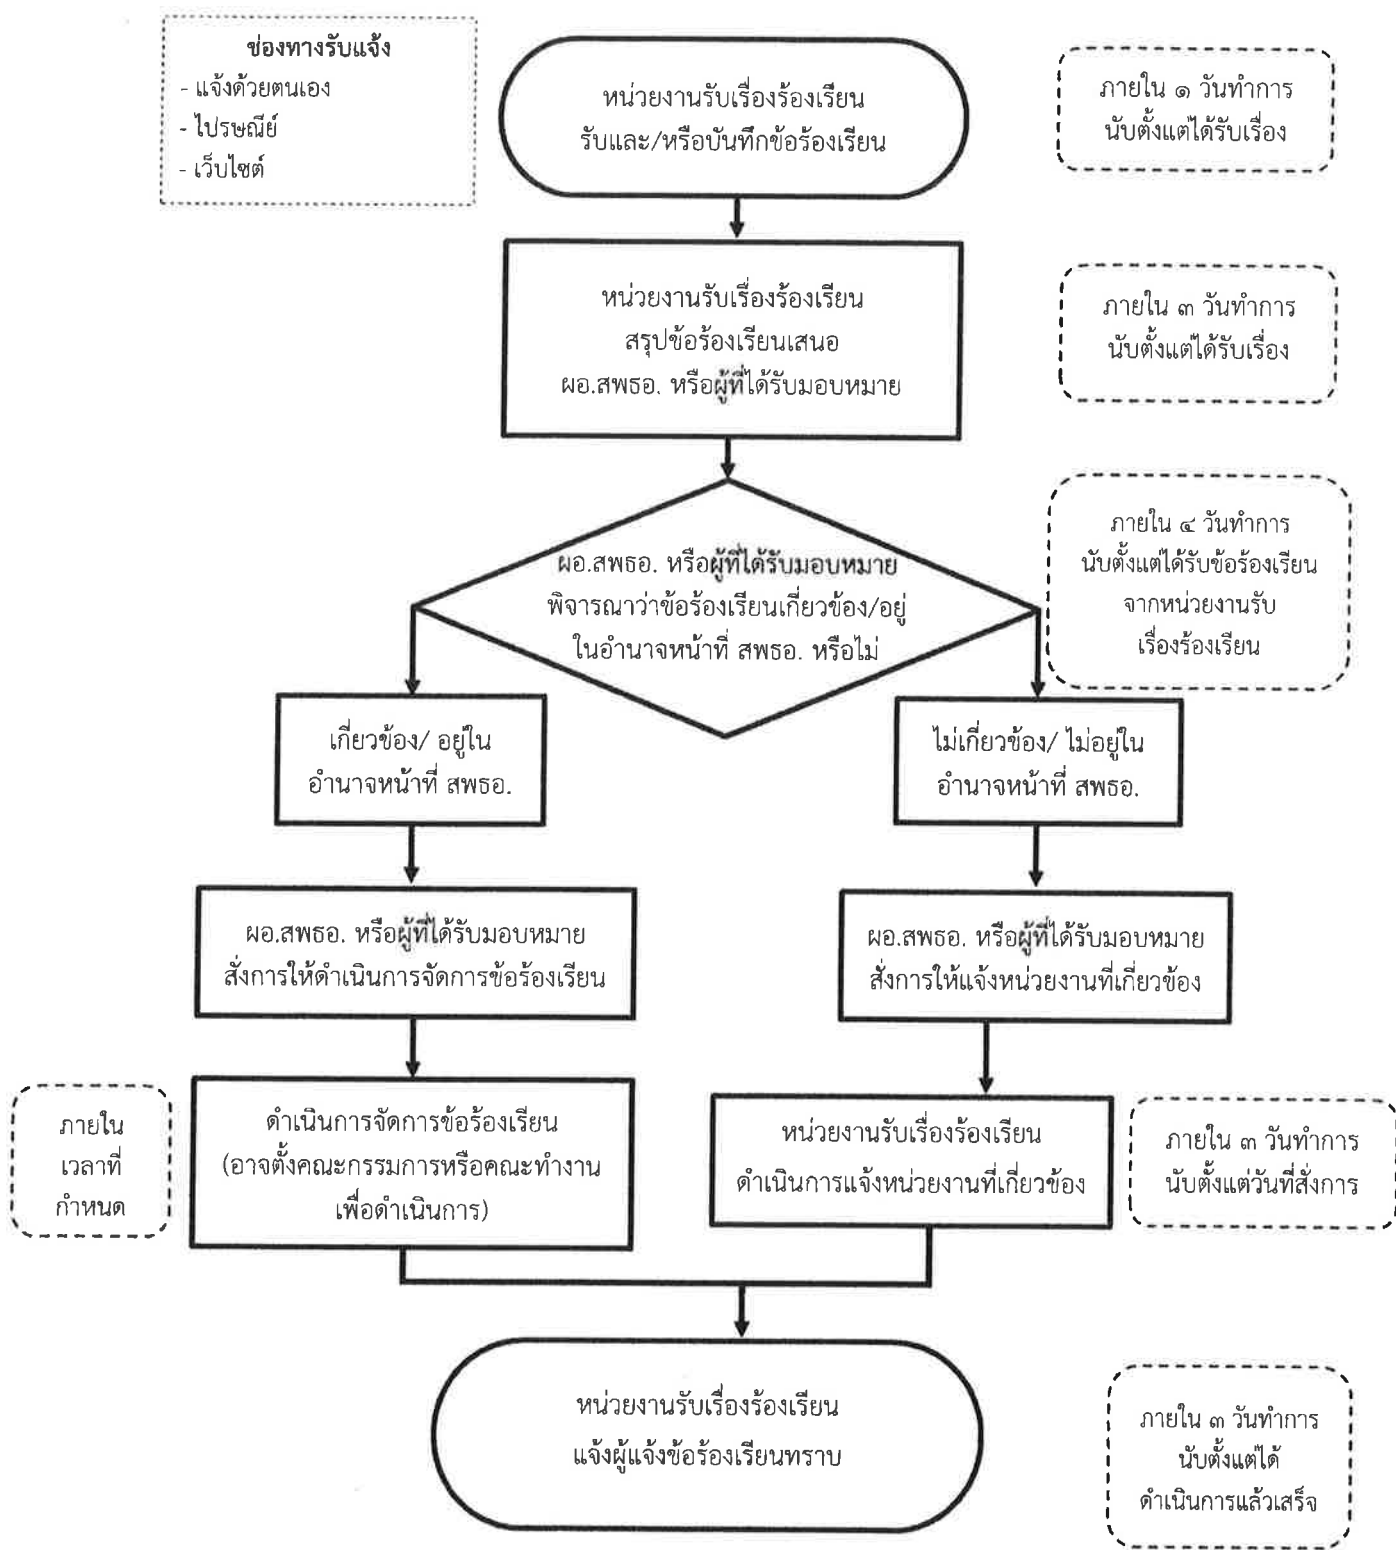 ช่องทางรับแจ้ง
- แจ้งด้วยตนเอง
- ไปรษณีย์
- เว็บไซต์
หน่วยงานรับเรื่องร้องเรียน
รับและ/หรือบันทึกข้อร้องเรียน
ภายใน ๑ วันทำการ
นับตั้งแต่ได้รับเรื่อง
หน่วยงานรับเรื่องร้องเรียน
สรุปข้อร้องเรียนเสนอ
ผอ.สพธอ. หรือผู้ที่ได้รับมอบหมาย
ภายใน ๓ วันทำการ
นับตั้งแต่ได้รับเรื่อง
ผอ.สพธอ. หรือผู้ที่ได้รับมอบหมาย
พิจารณาว่าข้อร้องเรียนเกี่ยวข้อง/อยู่
ในอำนาจหน้าที่ สพธอ. หรือไม่
ภายใน ๔ วันทำการ
นับตั้งแต่ได้รับข้อร้องเรียน
จากหน่วยงานรับ
เรื่องร้องเรียน
เกี่ยวข้อง/ อยู่ใน
อำนาจหน้าที่ สพธอ.
ไม่เกี่ยวข้อง/ ไม่อยู่ใน
อำนาจหน้าที่ สพธอ.
ผอ.สพธอ. หรือผู้ที่ได้รับมอบหมาย
สั่งการให้ดำเนินการจัดการข้อร้องเรียน
ผอ.สพธอ. หรือผู้ที่ได้รับมอบหมาย
สั่งการให้แจ้งหน่วยงานที่เกี่ยวข้อง
ภายใน
เวลาที่
กำหนด
ดำเนินการจัดการข้อร้องเรียน
(อาจตั้งคณะกรรมการหรือคณะทำงาน
เพื่อดำเนินการ)
หน่วยงานรับเรื่องร้องเรียน
ดำเนินการแจ้งหน่วยงานที่เกี่ยวข้อง
ภายใน ๓ วันทำการ
นับตั้งแต่วันที่สั่งการ
หน่วยงานรับเรื่องร้องเรียน
แจ้งผู้แจ้งข้อร้องเรียนทราบ
ภายใน ๓ วันทำการ
นับตั้งแต่ได้
ดำเนินการแล้วเสร็จ